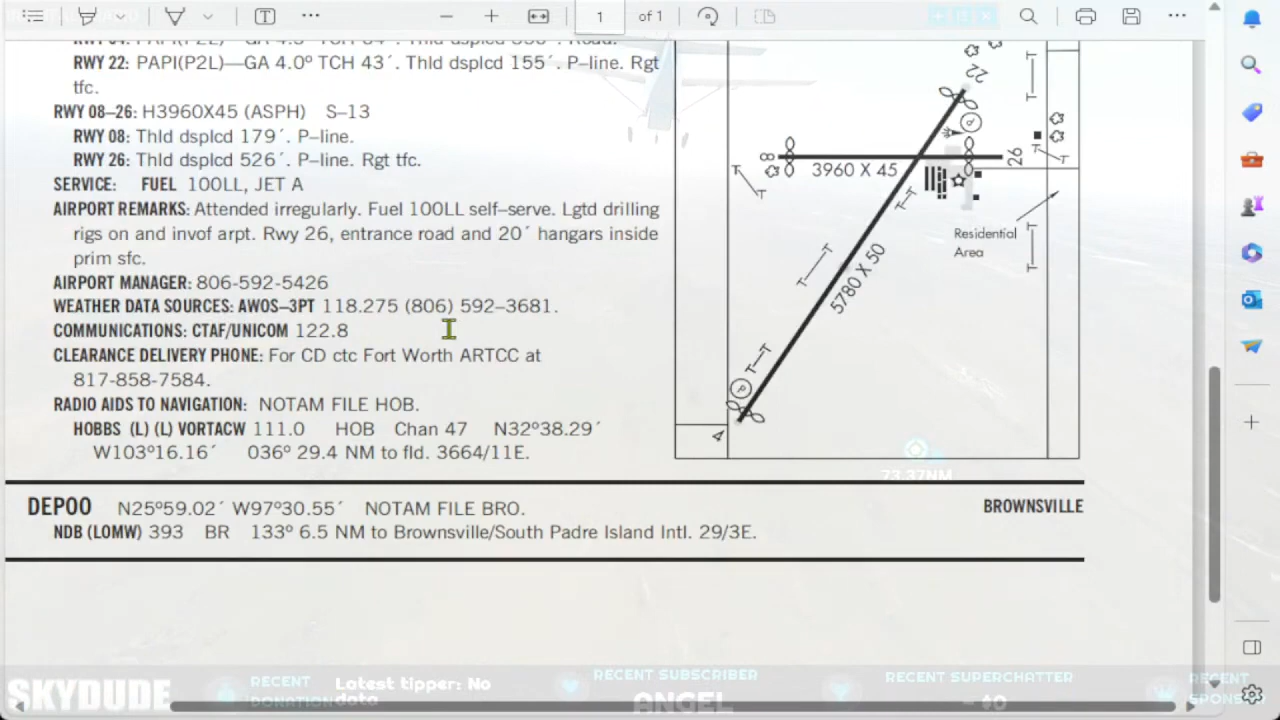 1 of 1
RWY 22: PAPI(P2L)—GA 4.0º TCH 43´. Thld dsplcd 155´. P–line. Rgt
tfc.
RWY 08–26: H3960X45 (ASPH) S–13
RWY 08: Thld dsplcd 179´. P–line.
RWY 26: Thld dsplcd 526´. P–line. Rgt tfc.
SERVICE: FUEL 100LL, JET A
AIRPORT REMARKS: Attended irregularly. Fuel 100LL self–serve. Lgtd drilling
rigs on and invof arpt. Rwy 26, entrance road and 20´ hangars inside
prim sfc.
AIRPORT MANAGER: 806-592-5426
WEATHER DATA SOURCES: AWOS–3PT 118.275 (806) 592–3681.
COMMUNICATIONS: CTAF/UNICOM 122.8
CLEARANCE DELIVERY PHONE: For CD ctc Fort Worth ARTCC at
817-858-7584.
RADIO AIDS TO NAVIGATION: NOTAM FILE HOB.
HOBBS (L) (L) VORTACW 111.0 HOB Chan 47 N32º38.29´
W103º16.16´ 036º 29.4 NM to fld. 3664/11E.
22
8
3960 X 45
26
5780 X 50
Residential
Area
4
73.37NM
DEPOO N25º59.02´ W97º30.55´ NOTAM FILE BRO. BROWNSVILLE
NDB (LOMW) 393 BR 133º 6.5 NM to Brownsville/South Padre Island Intl. 29/3E.
SKYDUDE
RECENT
DONATION
Latest tipper: No
data
RECENT SUBSCRIBER
ANGEL
RECENT SUPERCHATTER
RECENT